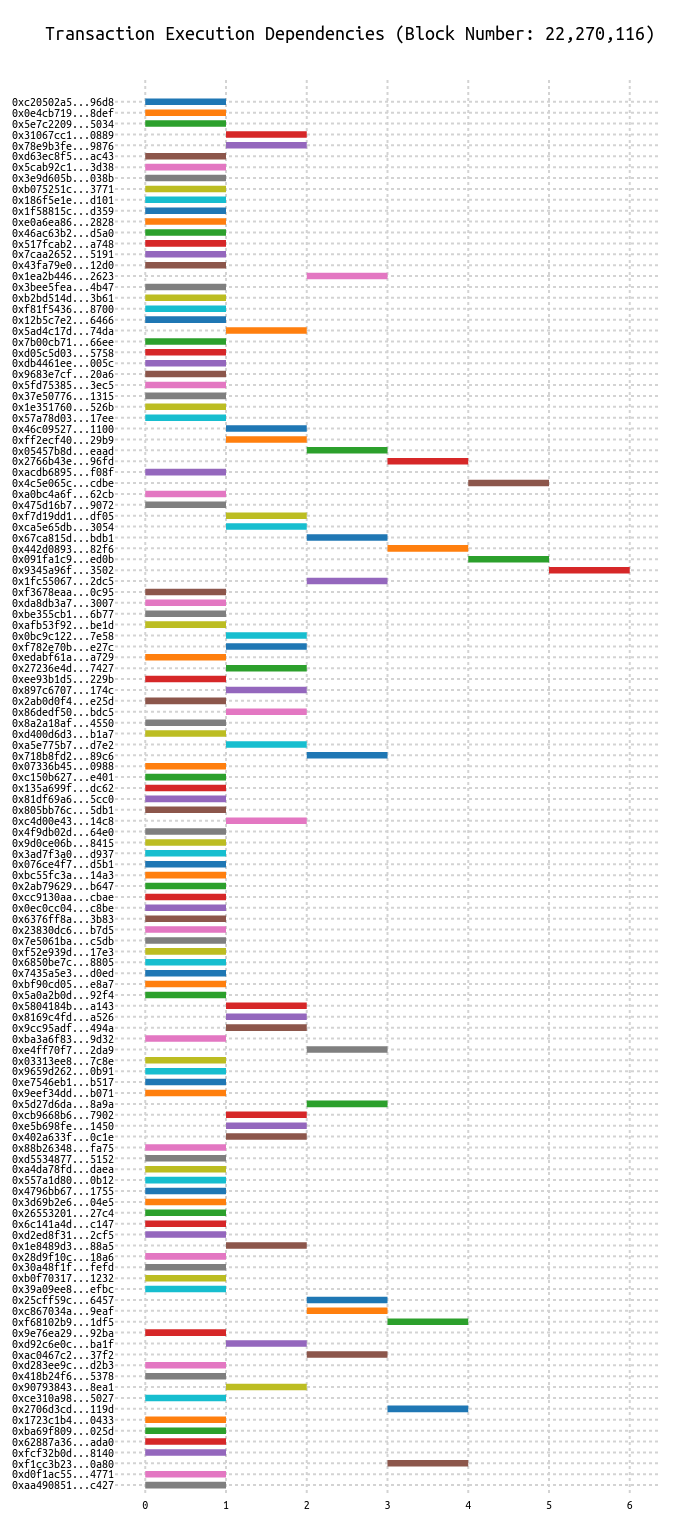 Transaction Execution Dependencies (Block Number: 22,270,116)
0xc20502a5...96d8
0x0e4cb719...8def
0x5e7c2209...5034
0x31067cc1...0889
0x78e9b3fe...9876
0xd63ec8f5...ac43
0x5cab92c1...3d38
0x3e9d605b...038b
0xb075251c...3771
0x186f5e1e...d101
0x1f58815c...d359
0xe0a6ea86...2828
0x46ac63b2...d5a0
0x517fcab2...a748
0x7caa2652...5191
0x43fa79e0...12d0
0x1ea2b446...2623
0x3bee5fea...4b47
0xb2bd514d...3b61
0xf81f5436...8700
0x12b5c7e2...6466
0x5ad4c17d...74da
0x7b00cb71...66ee
0xd05c5d03...5758
0xdb4461ee...005c
0x9683e7cf...20a6
0x5fd75385...3ec5
0x37e50776...1315
0x1e351760...526b
0x57a78d03...17ee
0x46c09527...1100
0xff2ecf40...29b9
0x05457b8d...eaad
0x2766b43e...96fd
0xacdb6895...f08f
0x4c5e065c...cdbe
0xa0bc4a6f...62cb
0x475d16b7...9072
0xf7d19dd1...df05
0xca5e65db...3054
0x67ca815d...bdb1
0x442d0893...82f6
0x091fa1c9...ed0b
0x9345a96f...3502
0x1fc55067...2dc5
0xf3678eaa...0c95
0xda8db3a7...3007
0xbe355cb1...6b77
0xafb53f92...be1d
0x0bc9c122...7e58
0xf782e70b...e27c
0xedabf61a...a729
0x27236e4d...7427
0xee93b1d5...229b
0x897c6707...174c
0x2ab0d0f4...e25d
0x86dedf50...bdc5
0x8a2a18af...4550
0xd400d6d3...b1a7
0xa5e775b7...d7e2
0x718b8fd2...89c6
0x07336b45...0988
0xc150b627...e401
0x135a699f...dc62
0x81df69a6...5cc0
0x805bb76c...5db1
0xc4d00e43...14c8
0x4f9db02d...64e0
0x9d0ce06b...8415
0x3ad7f3a0...d937
0x076ce4f7...d5b1
0xbc55fc3a...14a3
0x2ab79629...b647
0xcc9130aa...cbae
0x0ec0cc04...c8be
0x6376ff8a...3b83
0x23830dc6...b7d5
0x7e5061ba...c5db
0xf52e939d...17e3
0x6850be7c...8805
0x7435a5e3...d0ed
0xbf90cd05...e8a7
0x5a0a2b0d...92f4
0x5804184b...a143
0x8169c4fd...a526
0x9cc95adf...494a
0xba3a6f83...9d32
0xe4ff70f7...2da9
0x03313ee8...7c8e
0x9659d262...0b91
0xe7546eb1...b517
0x9eef34dd...b071
0x5d27d6da...8a9a
0xcb9668b6...7902
0xe5b698fe...1450
0x402a633f...0c1e
0x88b26348...fa75
0xd5534877...5152
0xa4da78fd...daea
0x557a1d80...0b12
0x4796bb67...1755
0x3d69b2e6...04e5
0x26553201...27c4
0x6c141a4d...c147
0xd2ed8f31...2cf5
0x1e8489d3...88a5
0x28d9f10c...18a6
0x30a48f1f...fefd
0xb0f70317...1232
0x39a09ee8...efbc
0x25cff59c...6457
0xc867034a...9eaf
0xf68102b9...1df5
0x9e76ea29...92ba
0xd92c6e0c...ba1f
0xac0467c2...37f2
0xd283ee9c...d2b3
0x418b24f6...5378
0x90793843...8ea1
0xce310a98...5027
0x2706d3cd...119d
0x1723c1b4...0433
0xba69f809...025d
0x62887a36...ada0
0xfcf32b0d...8140
0xf1cc3b23...0a80
0xd0f1ac55...4771
0xaa490851...c427
0 1 2 3 4 5 6